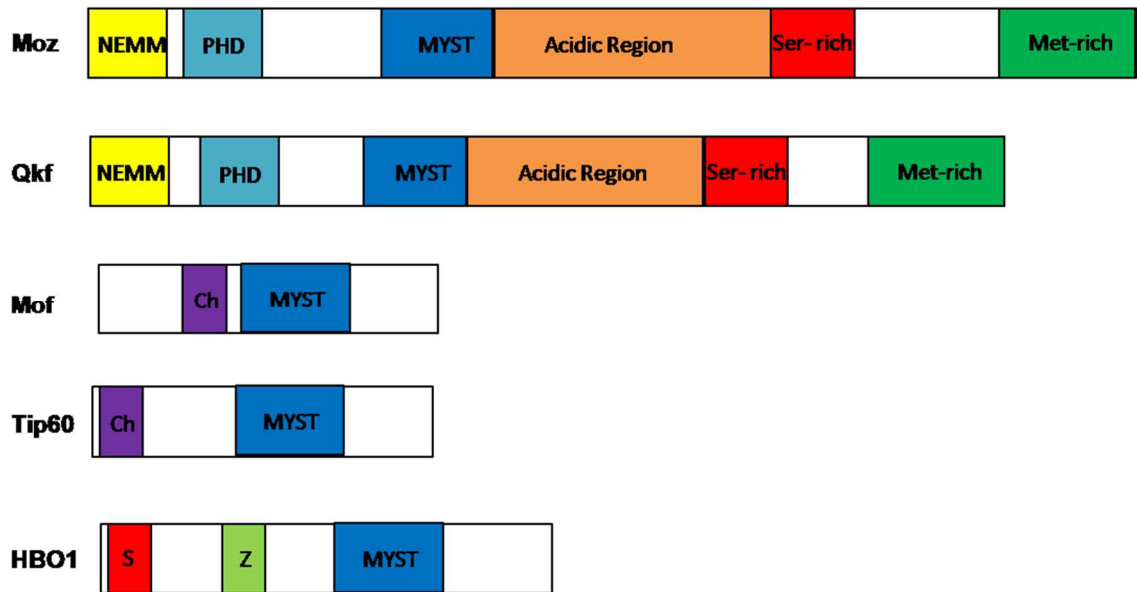 Moz NEMM PHD MYST Acidic Region Ser- rich Met-rich
Qkf NEMM PHD MYST Acidic Region Ser- rich Met-rich
Mof Ch MYST
Tip60 Ch MYST
HBO1 S Z MYST